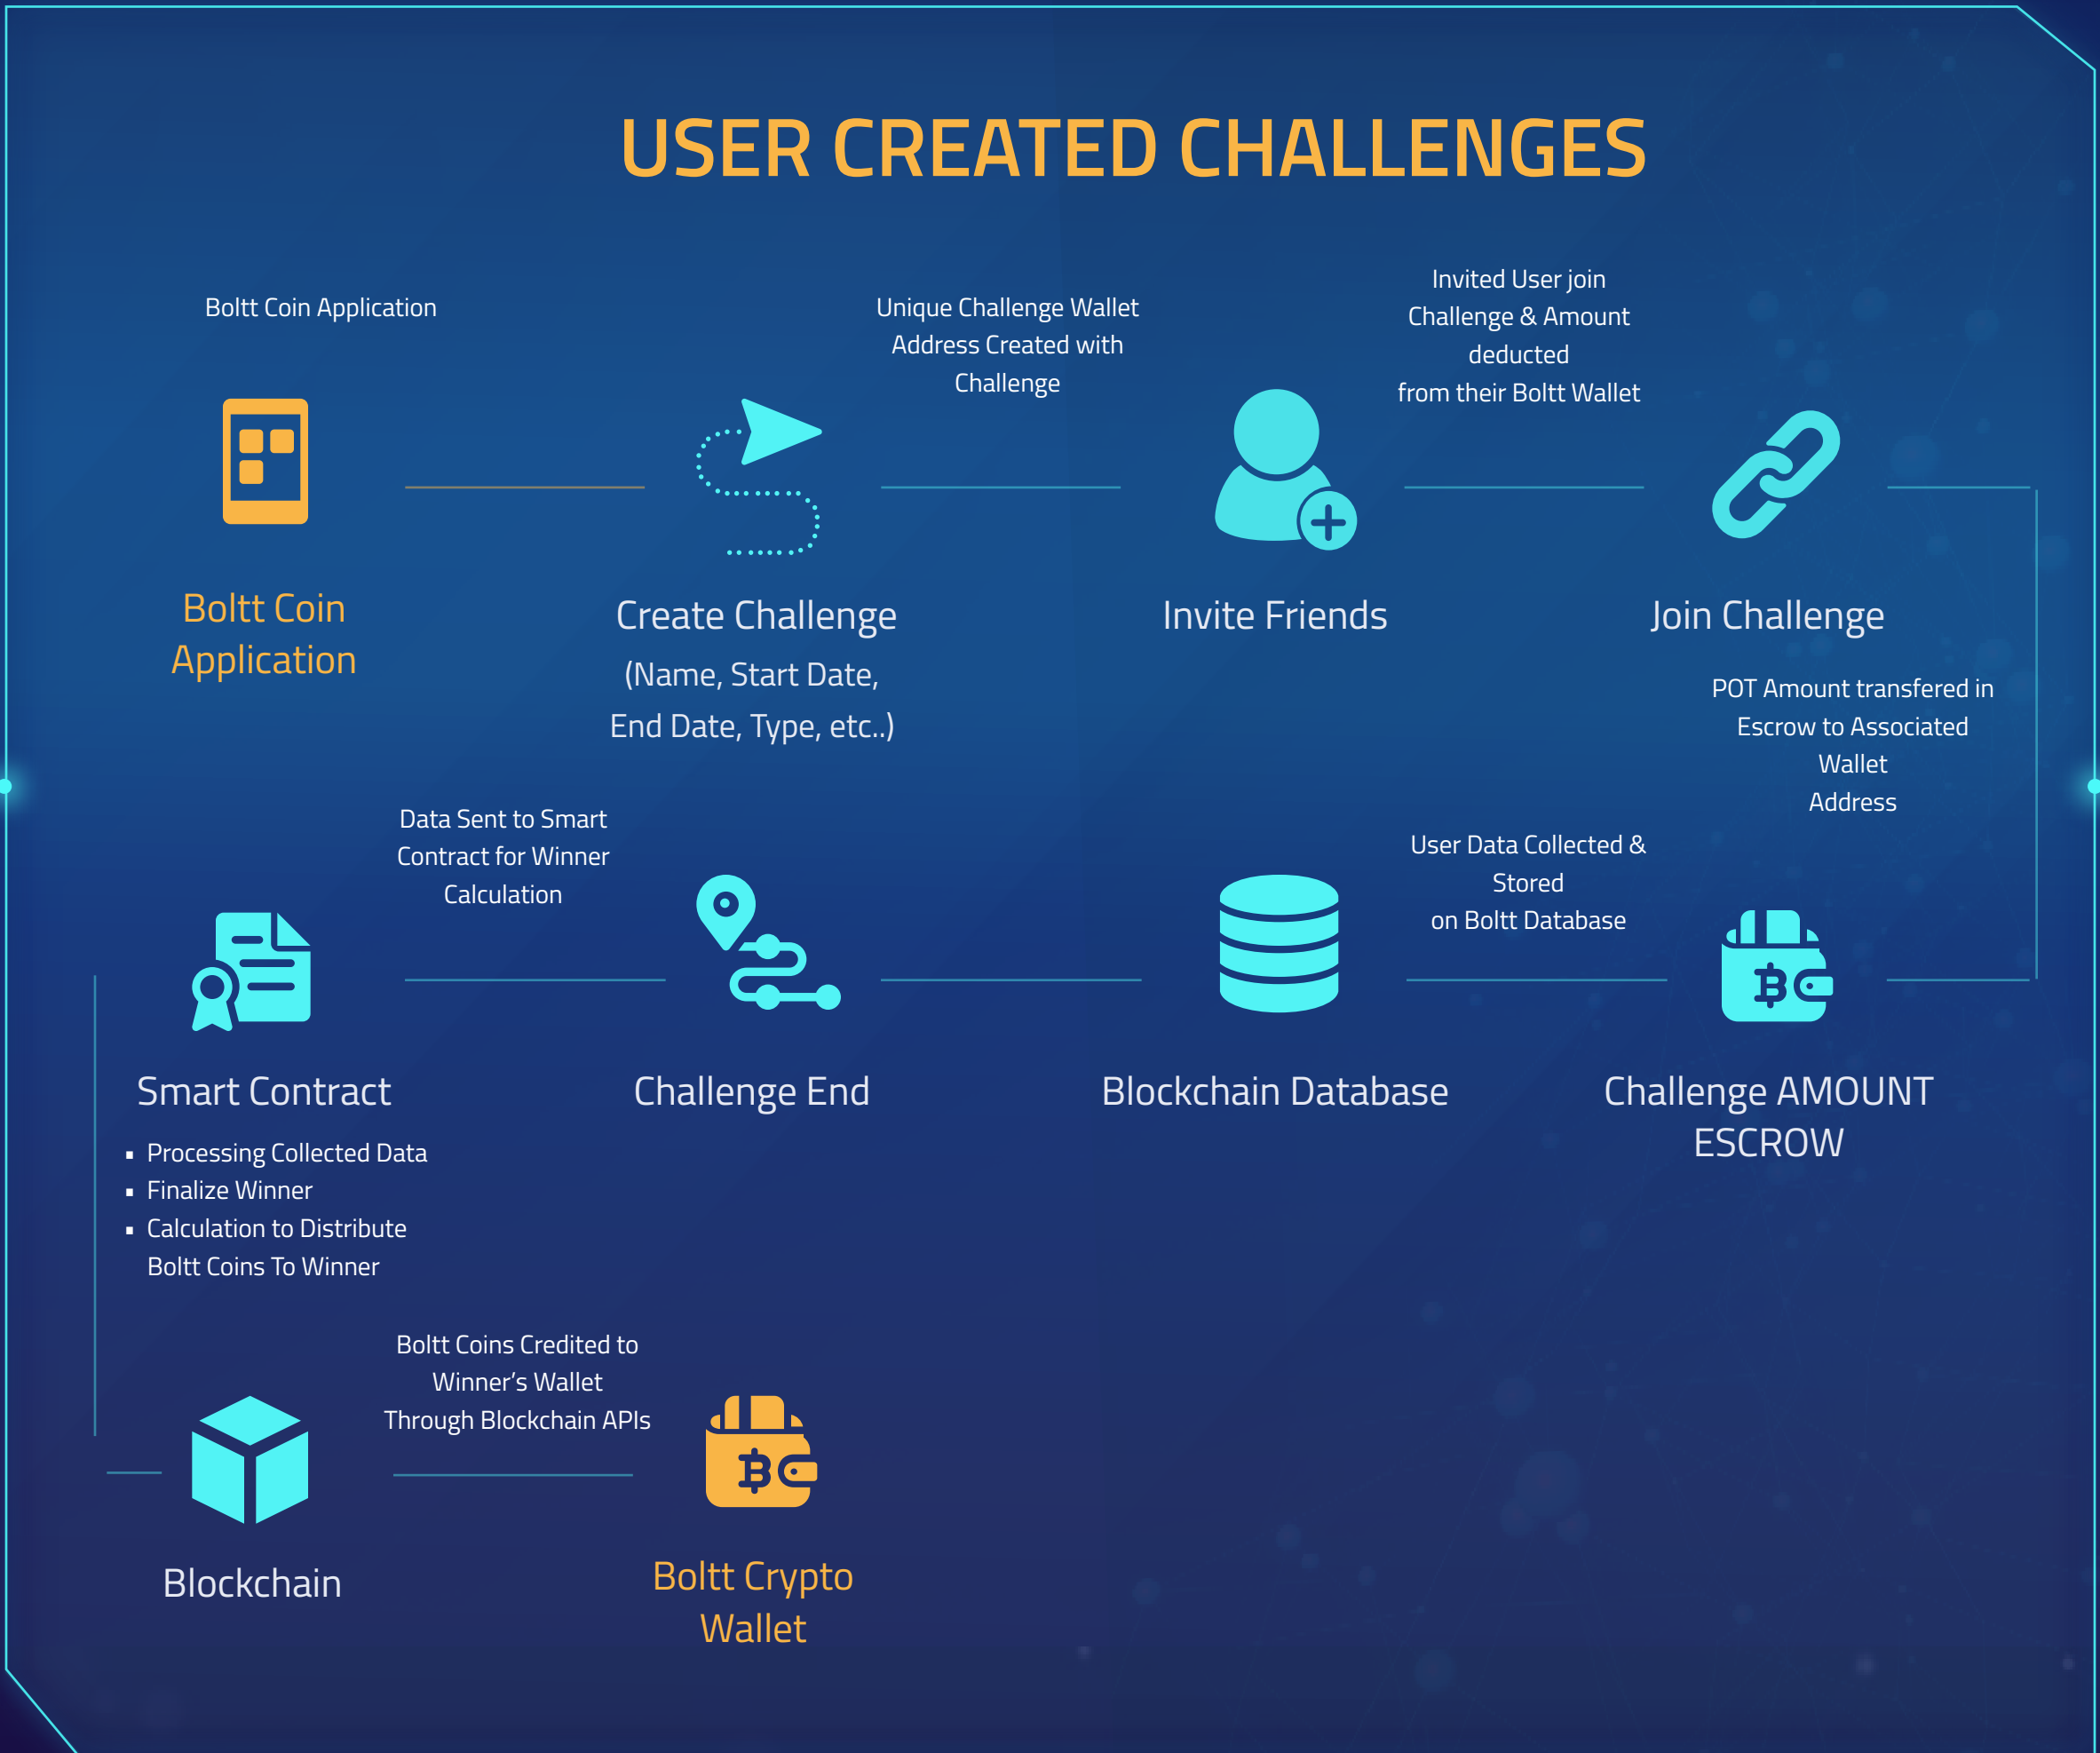 USER CREATED CHALLENGES
Boltt Coin Application
Unique Challenge Wallet
Address Created with
Challenge
Invited User join
Challenge & Amount
deducted
from their Boltt Wallet
Boltt Coin
Application
Create Challenge
(Name, Start Date,
End Date, Type, etc..)
Invite Friends
Join Challenge
POT Amount transfered in
Escrow to Associated
Wallet
Address
Data Sent to Smart
Contract for Winner
Calculation
User Data Collected &
Stored
on Boltt Database
Smart Contract
▪ Processing Collected Data
▪ Finalize Winner
▪ Calculation to Distribute
Boltt Coins To Winner
Challenge End
Blockchain Database
Challenge AMOUNT
ESCROW
Boltt Coins Credited to
Winner’s Wallet
Through Blockchain APIs
Blockchain
Boltt Crypto
Wallet